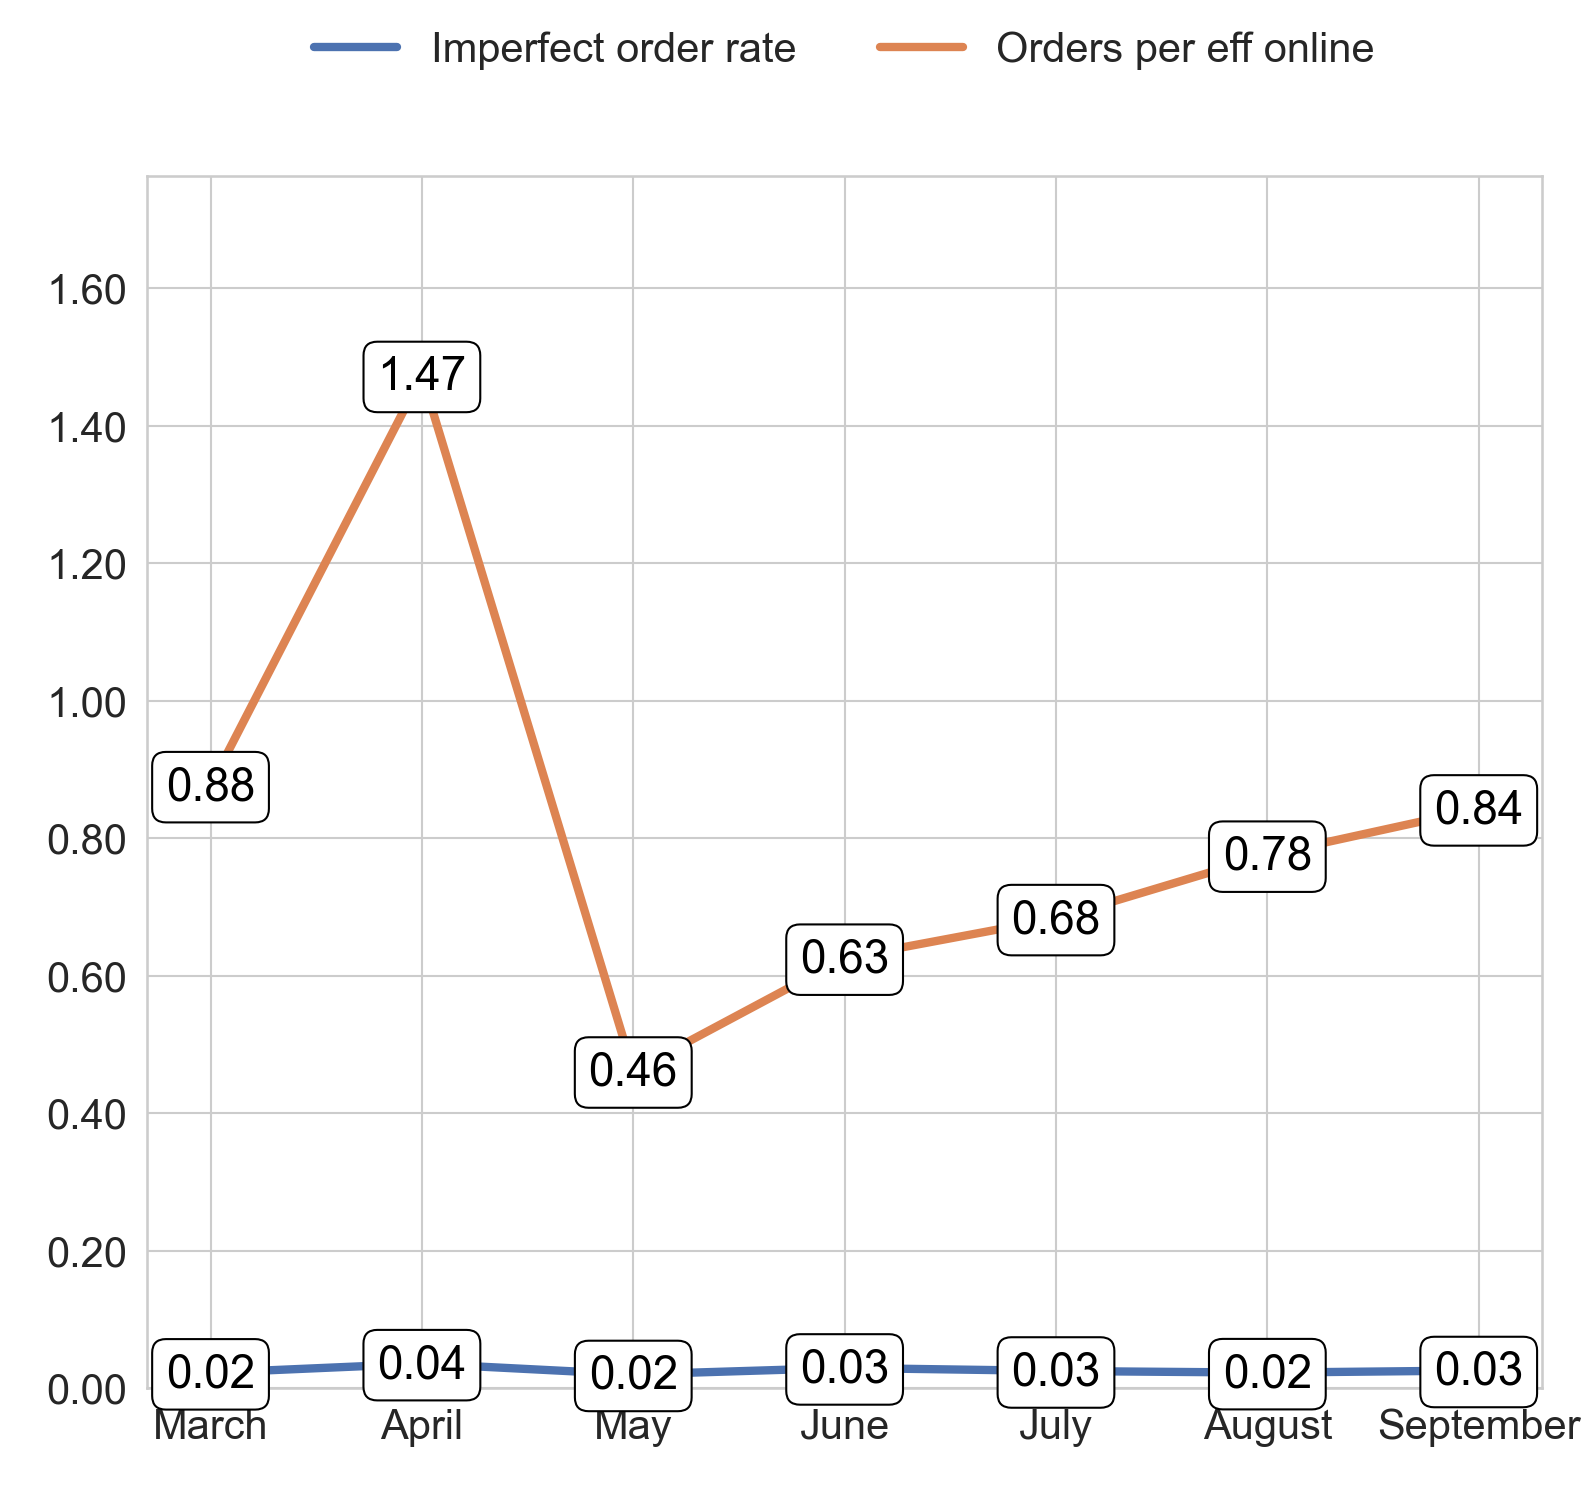 Imperfect order rate
Orders per eff online
1.60
1.47
1.40
1.20
1.00
0.88
0.84
0.80
0.78
0.68
0.63
0.60
0.46
0.40
0.20
0.02
0.04
0.02
0.03
0.03
0.02
0.03
0.00
March
April
May
June
July
August
September